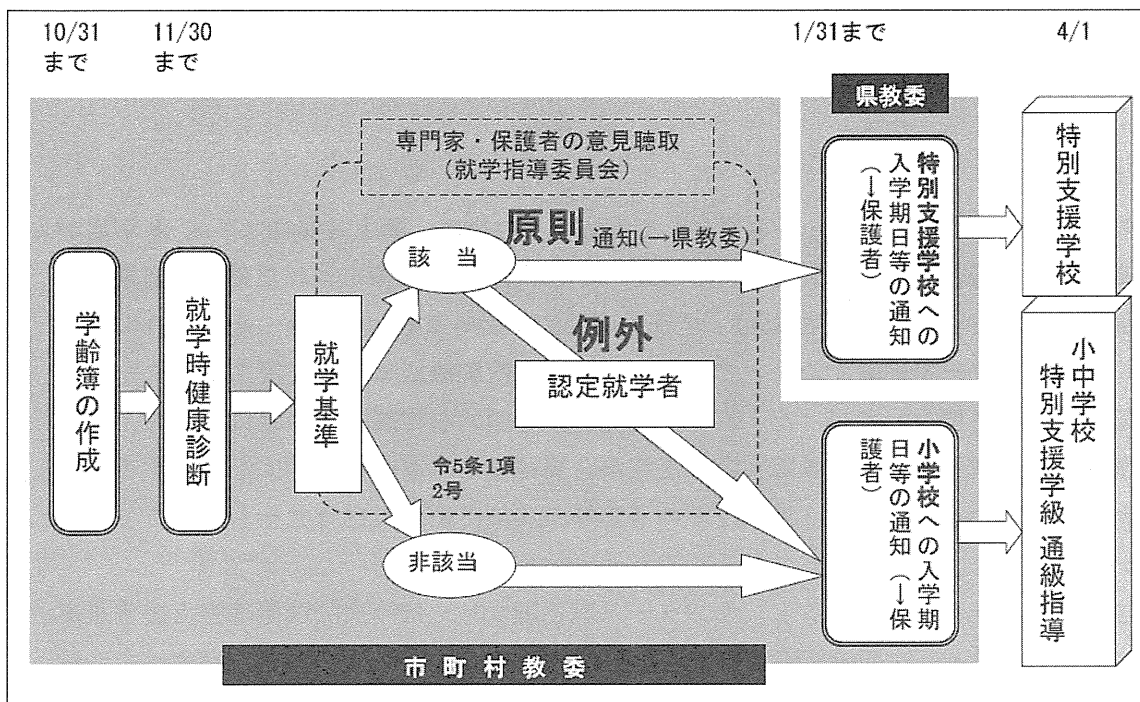 10/31
まで
11/30
まで
1/31まで
4/1
県教委
専門家・保護者の意見聴取
(就学指導委員会)
原則 通知(→県教委)
該 当
例外
認定就学者
学齢簿の作成
就学時健康診断
就学基準
令5条1項
2号
非該当
特別支援学校への
入学期日等の通知
(→保護者)
小学校への入学期
日等の通知 (→保
護者)
特別支援学校
小中学校
特別支援学級 通級指導
市 町 村 教 委